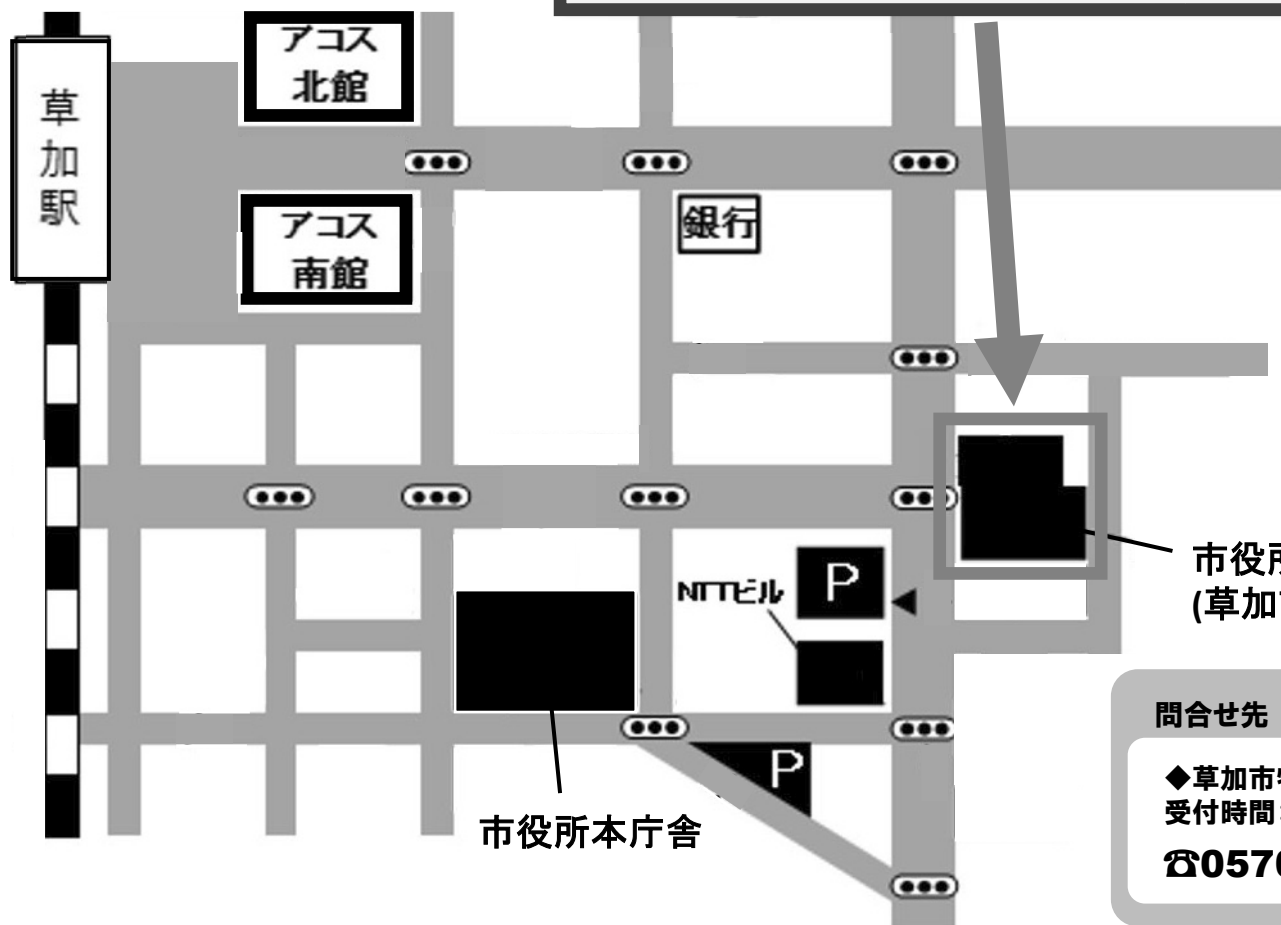 アコス
北館
草加駅
アコス
南館
銀行
NTTビル
P
市役所
(草加市
P
市役所本庁舎
問合せ先
◆草加市
受付時間
☎0570